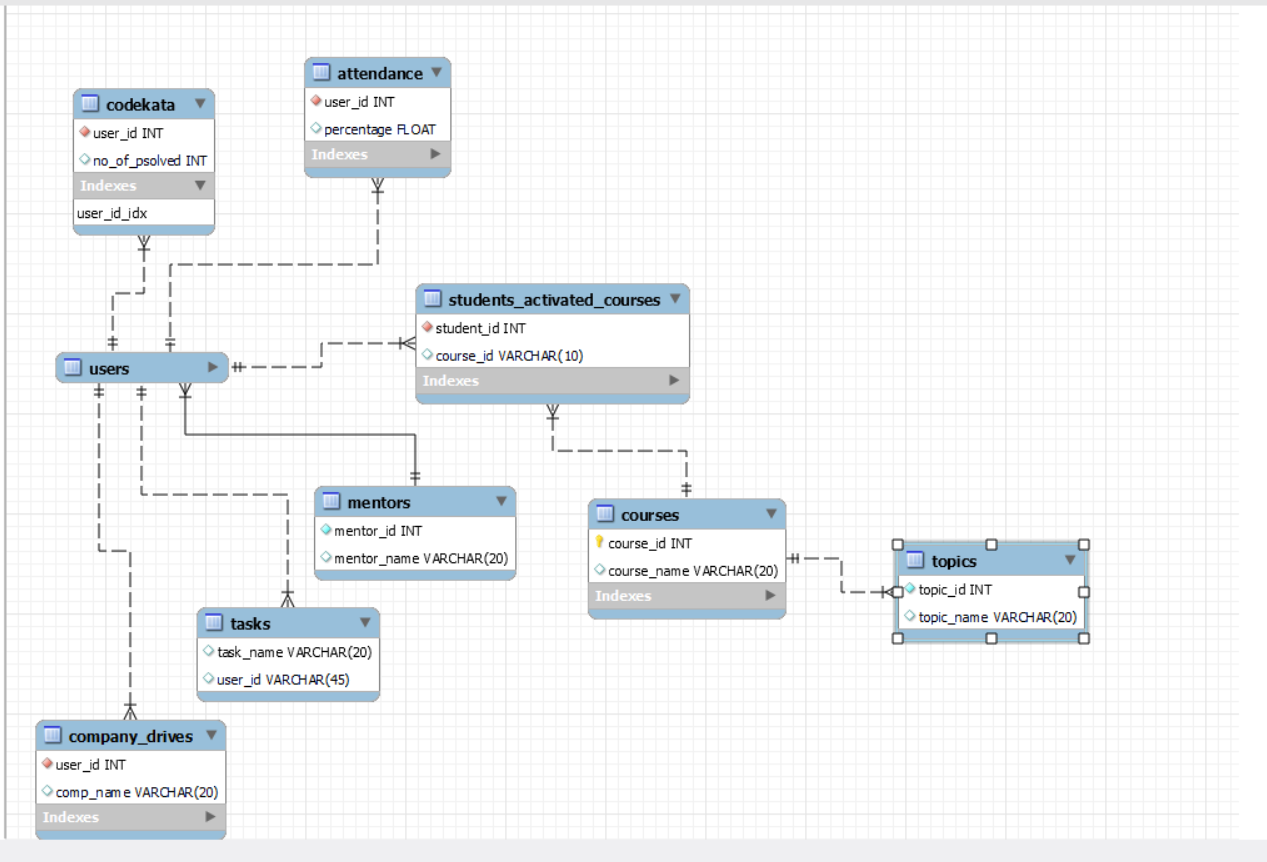 attendance
user_id INT
percentage FLOAT
Indexes
codekata
user_id INT
no_of_psolved INT
Indexes
user_id_idx
students_activated_courses
student_id INT
course_id VARCHAR(10)
Indexes
users
mentors
mentor_id INT
mentor_name VARCHAR(20)
courses
course_id INT
course_name VARCHAR(20)
Indexes
topics
topic_id INT
topic_name VARCHAR(20)
tasks
task_name VARCHAR(20)
user_id VARCHAR(45)
company_drives
user_id INT
comp_name VARCHAR(20)
Indexes